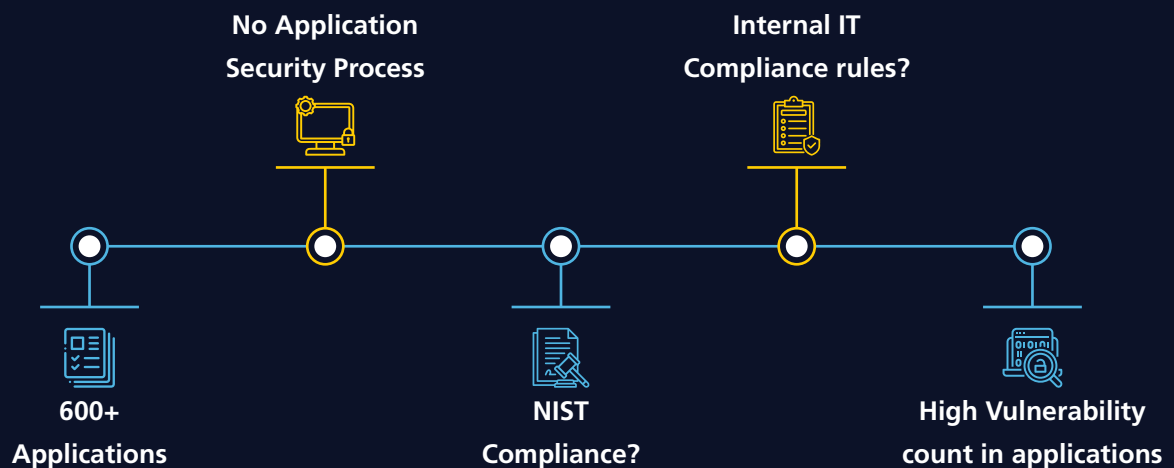 No Application
Security Process
Internal IT
Compliance rules?
600+
Applications
NIST
Compliance?
High Vulnerability
count in applications